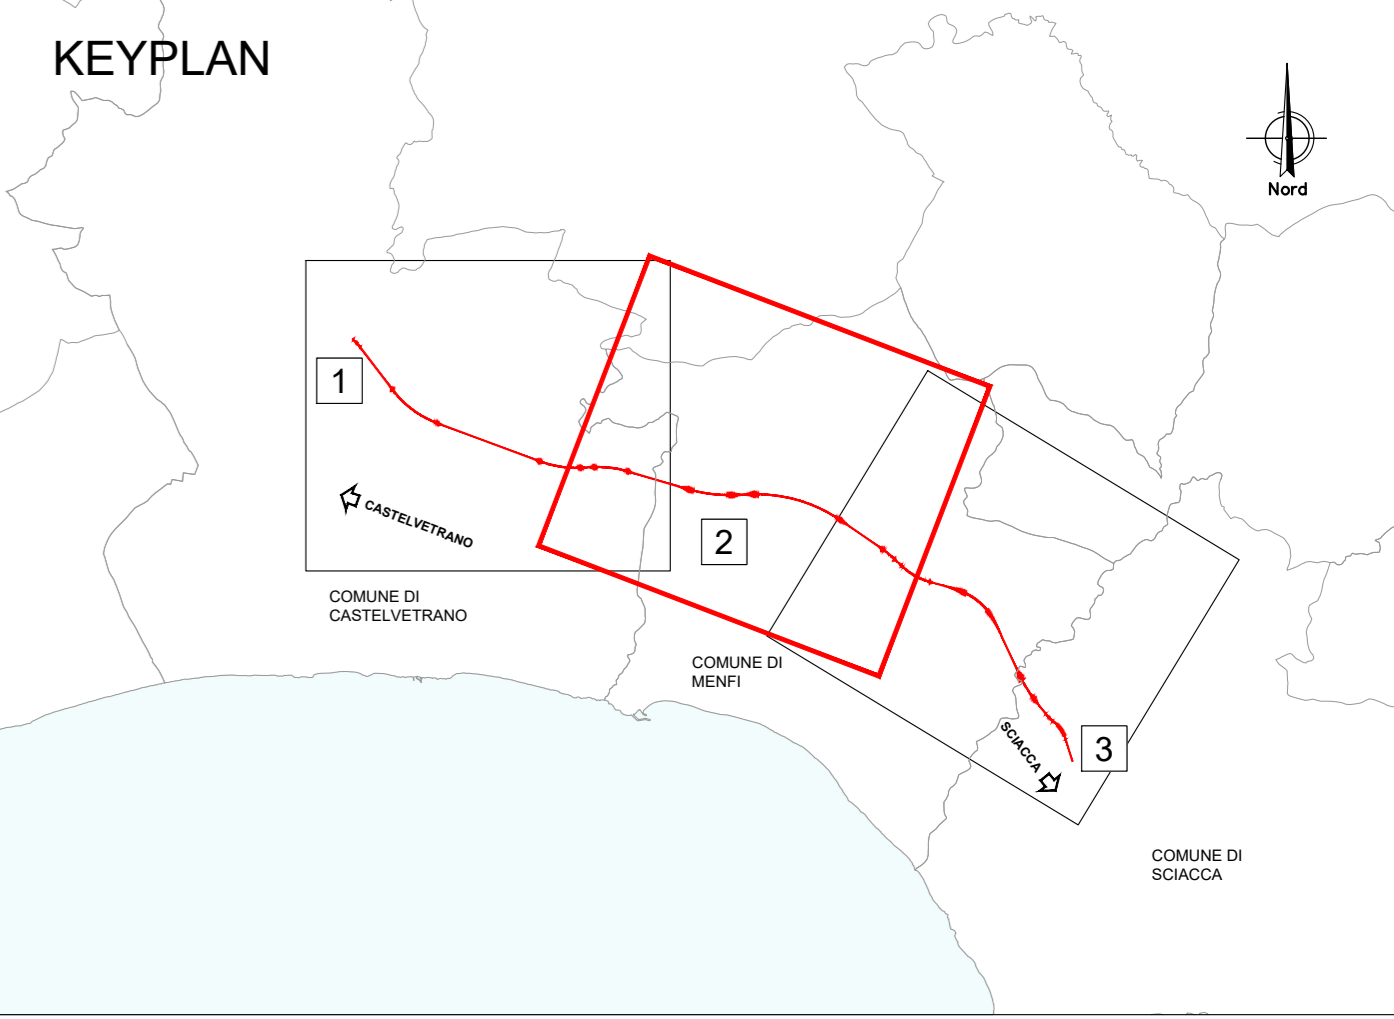 KEYPLAN
Nord
1
CASTELVETRANO
2
COMUNE DI
CASTELVETRANO
COMUNE DI
MENFI
SCIACCA
3
COMUNE DI
SCIACCA